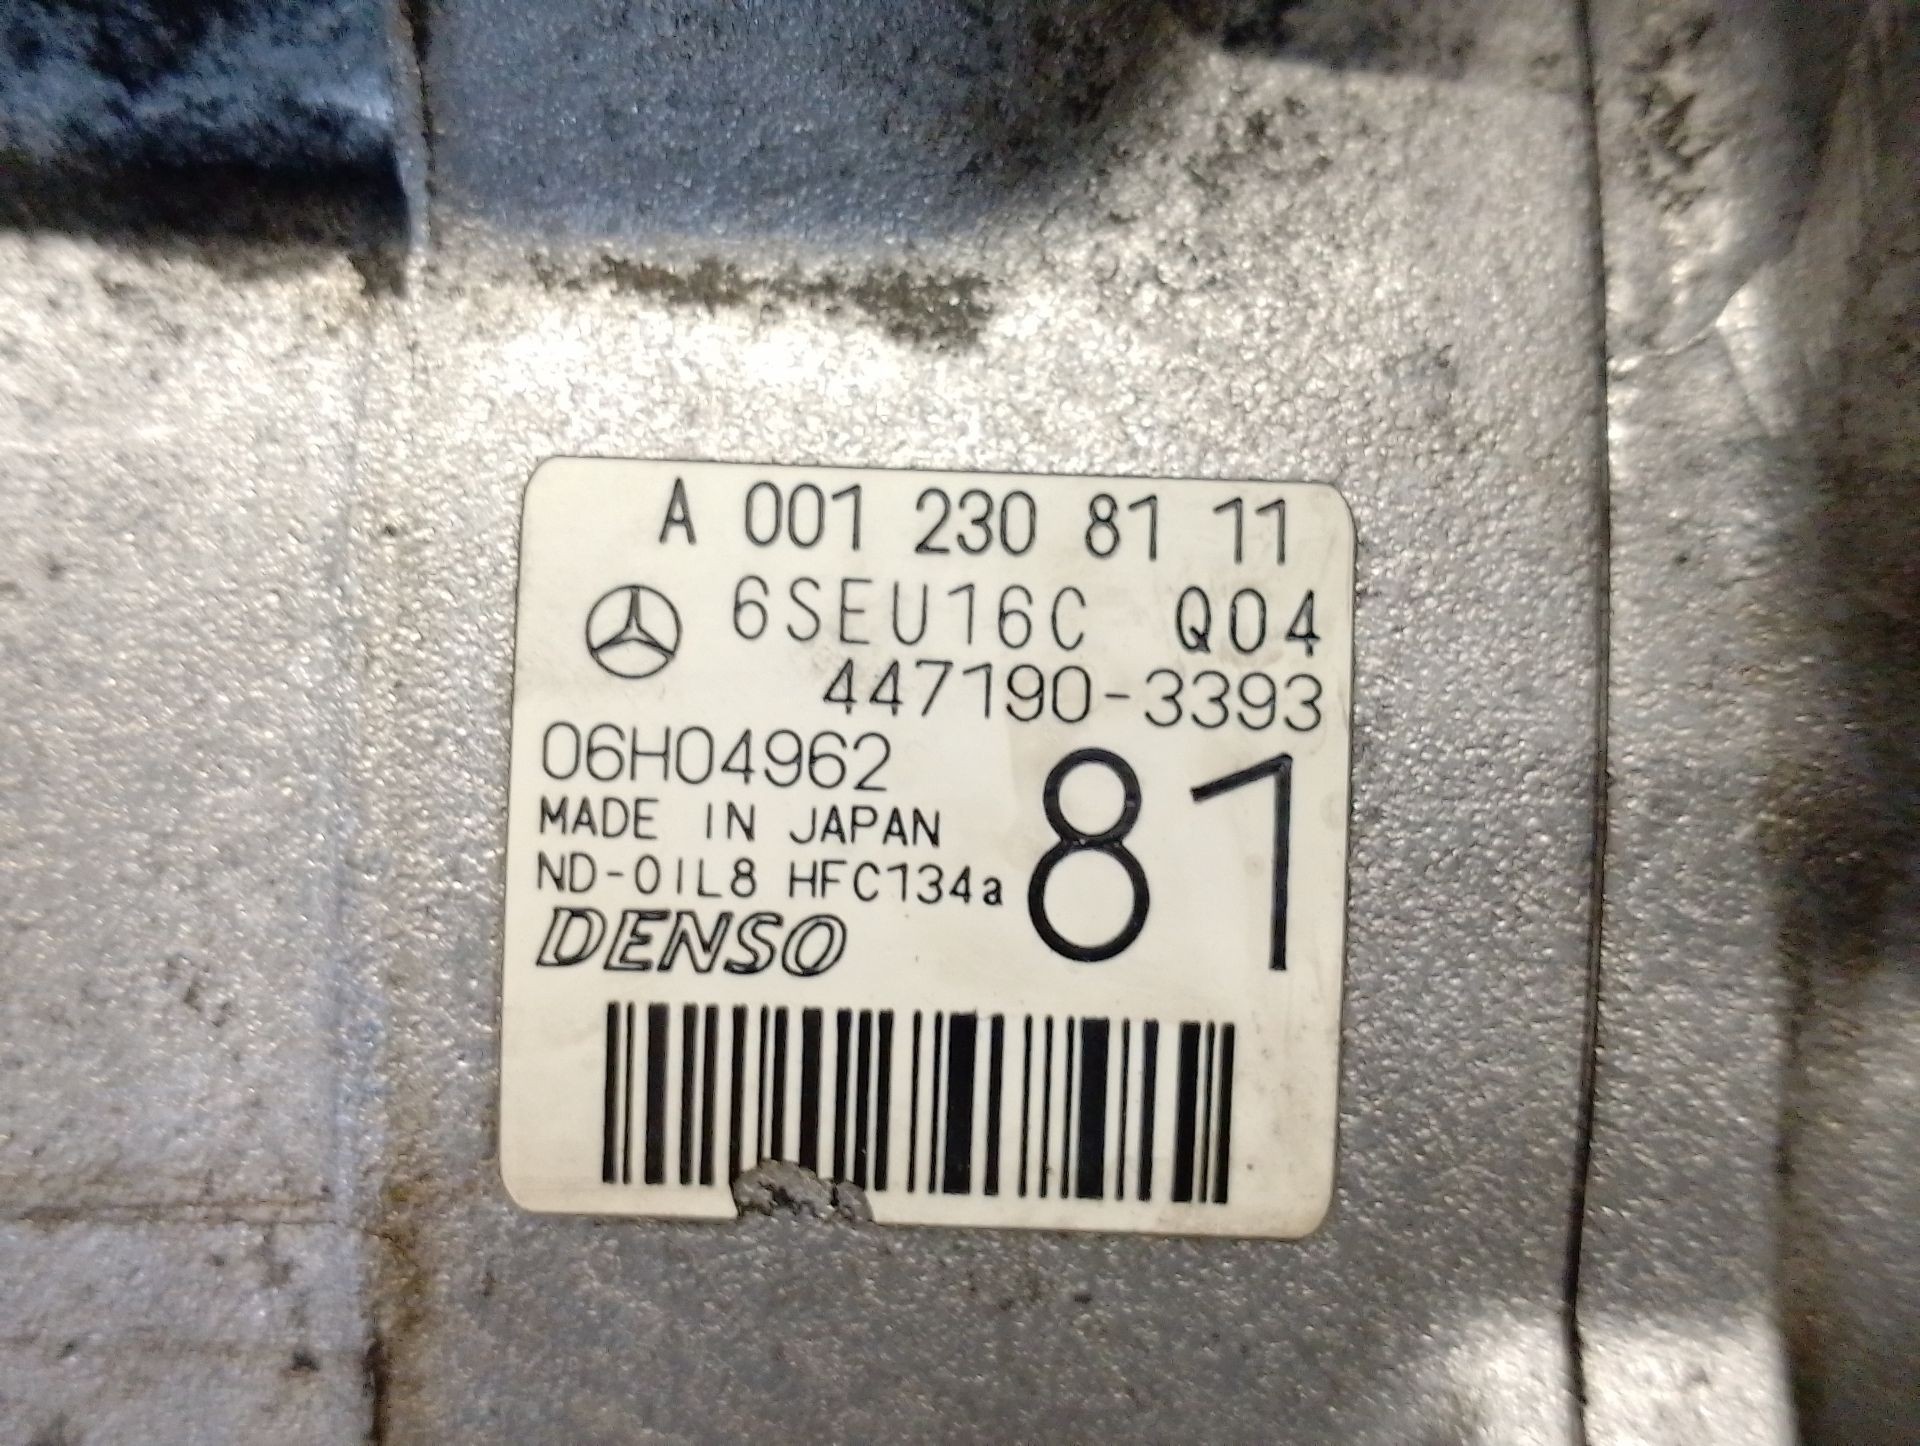 A 001 230 81 11
6SEU16C Q04
447190-3393
06H04962
MADE IN JAPAN
ND-OIL8 HFC134a
81
DENSO